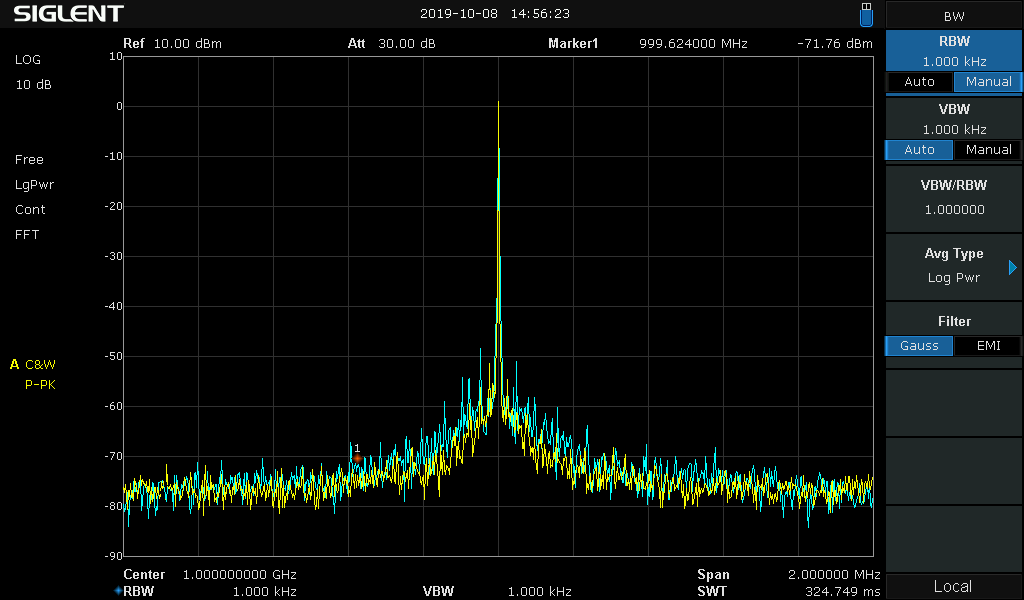 SIGLENT 2019-10-08 14:56:23
Ref 10.00 dBm Att 30.00 dB Marker1 999.624000 MHz -71.76 dBm
LOG
10 dB
Free
LgPwr
Cont
FFT
A C&W
P-PK
10
0
-10
-20
-30
-40
-50
-60
-70
-80
-90
1
Center 1.000000000 GHz Span 2.000000 MHz
RBW 1.000 kHz VBW 1.000 kHz SWT 324.749 ms
BW
RBW
1.000 kHz
Auto Manual
VBW
1.000 kHz
Auto Manual
VBW/RBW
1.000000
Avg Type
Log Pwr
Filter
Gauss EMI
Local